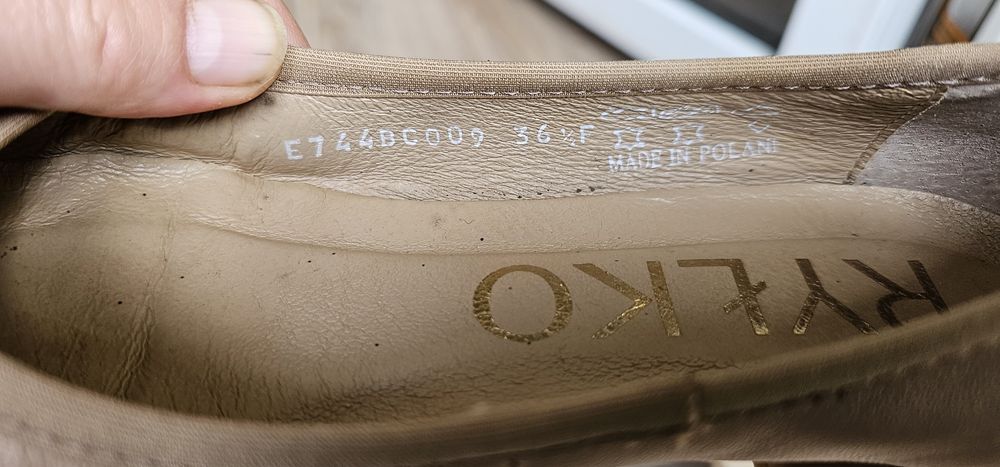 E744BC009 36½F
MADE IN POLAND
RYŁKO